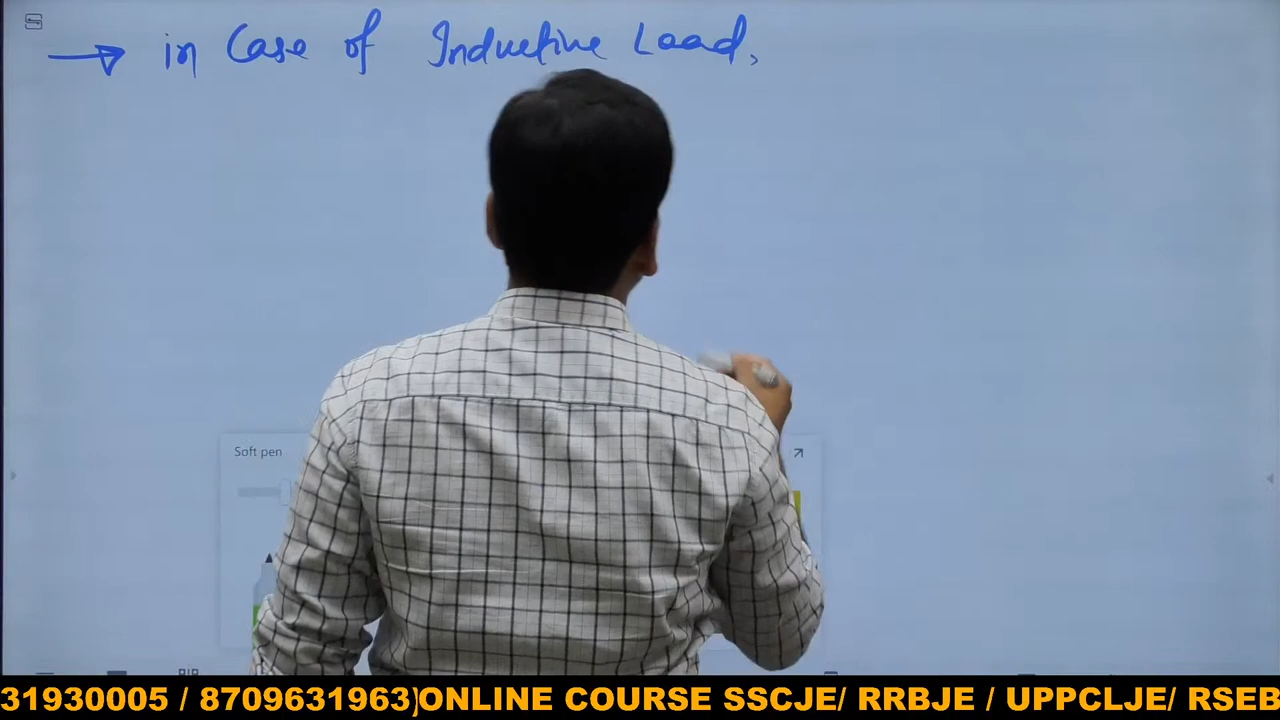 → in Case of Inductive Load,
Soft pen
31930005 / 8709631963)ONLINE COURSE SSCJE/ RRBJE / UPPCLJE/ RSEB